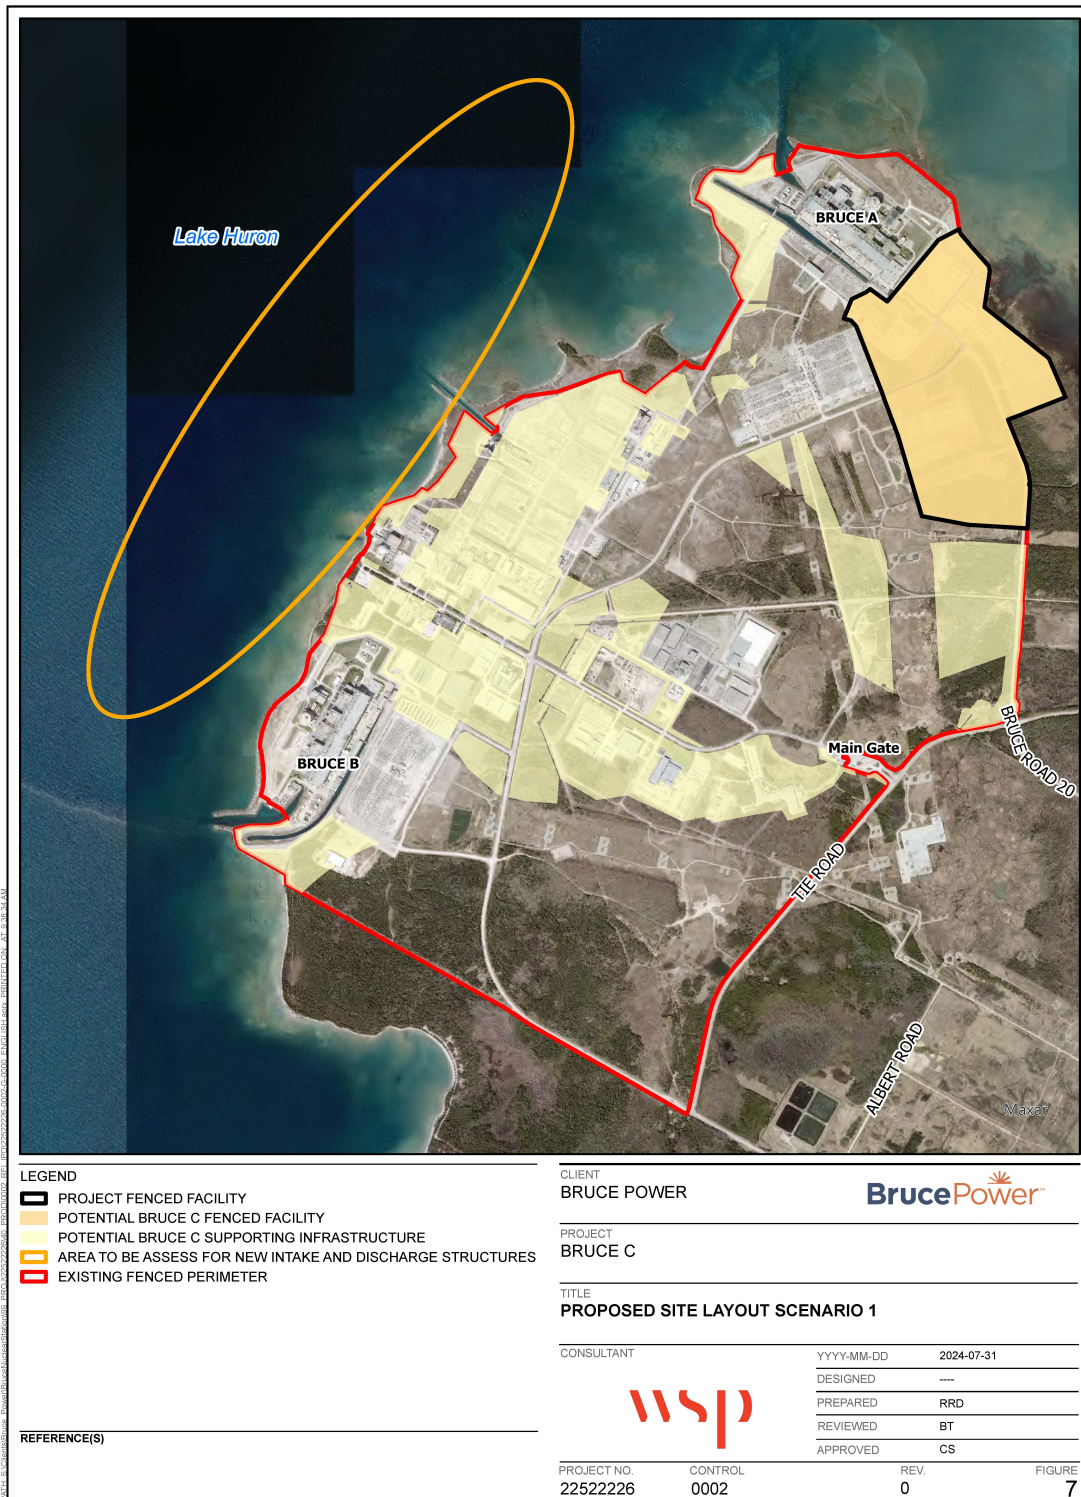 Lake Huron
BRUCE A
BRUCE B
Main Gate
BRUCE ROAD 20
TIE ROAD
ALBERT ROAD
Maxar
LEGEND
PROJECT FENCED FACILITY
POTENTIAL BRUCE C FENCED FACILITY
POTENTIAL BRUCE C SUPPORTING INFRASTRUCTURE
AREA TO BE ASSESS FOR NEW INTAKE AND DISCHARGE STRUCTURES
EXISTING FENCED PERIMETER
REFERENCE(S)
CLIENT
BRUCE POWER
BrucePower
PROJECT
BRUCE C
TITLE
PROPOSED SITE LAYOUT SCENARIO 1
CONSULTANT
wsp
YYYY-MM-DD 2024-07-31
DESIGNED ----
PREPARED RRD
REVIEWED BT
APPROVED CS
PROJECT NO. CONTROL REV. FIGURE
22522226 0002 0 7